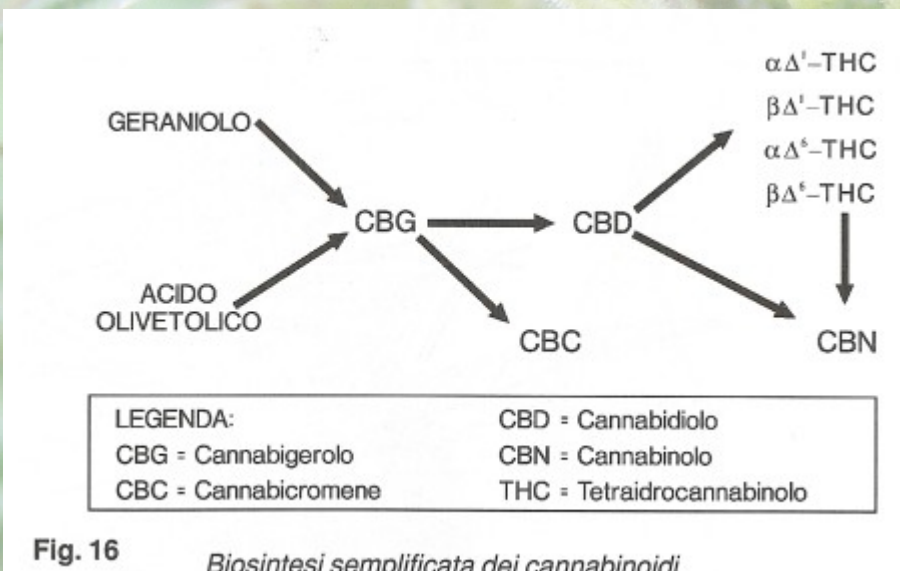 αΔ¹–THC
βΔ¹–THC
αΔ⁶–THC
βΔ⁶–THC
GERANIOLO
CBG
CBD
ACIDO
OLIVETOLICO
CBC
CBN
LEGENDA:
CBG = Cannabigerolo
CBC = Cannabicromene
CBD = Cannabidiolo
CBN = Cannabinolo
THC = Tetraidrocannabinolo
Fig. 16
Biosintesi semplificata dei cannabinoidi